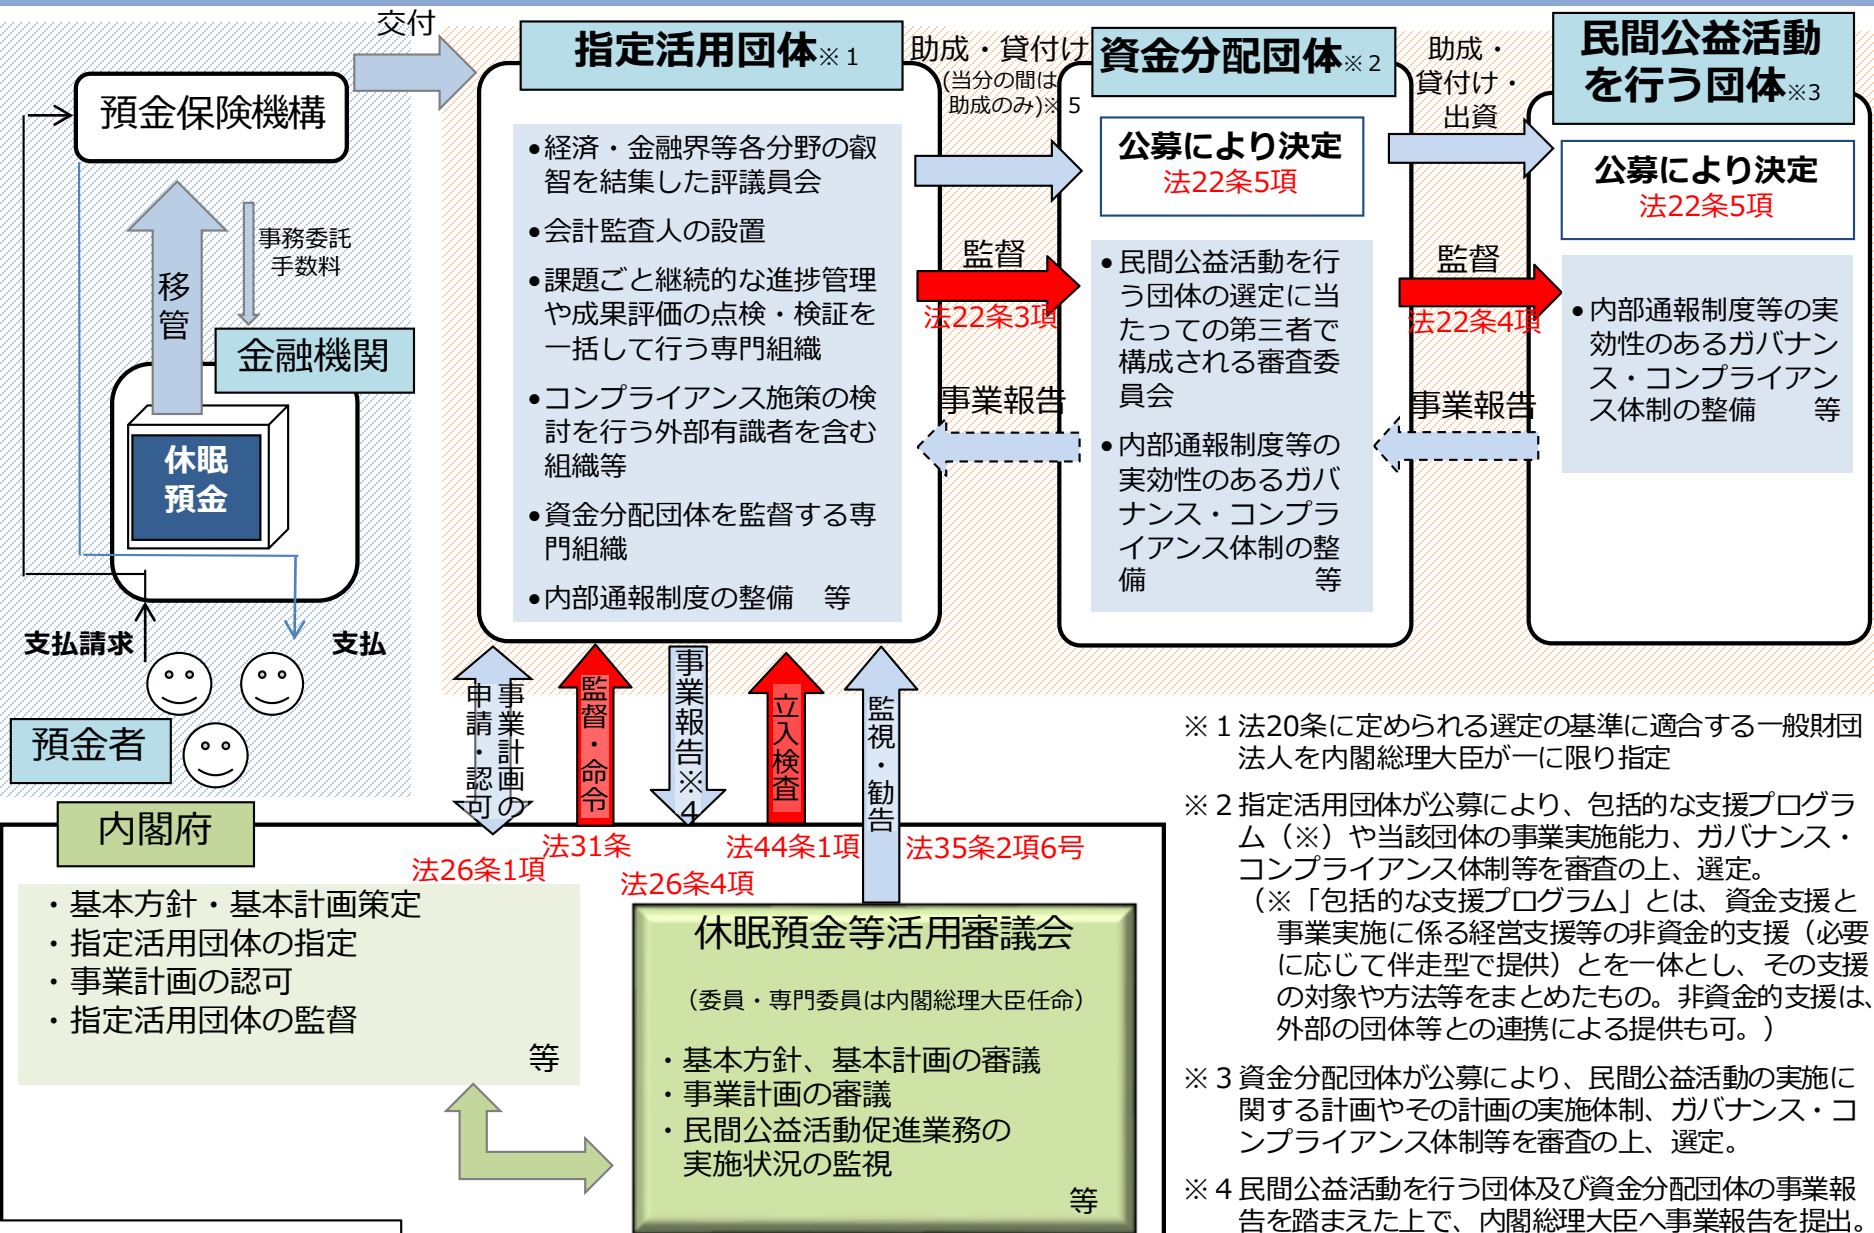 交付
預金保険機構
移管
事務委託
手数料
金融機関
休眠
預金
支払請求
支払
預金者
指定活用団体※1
•経済・金融界等各分野の叡
智を結集した評議員会
•会計監査人の設置
•課題ごと継続的な進捗管理
や成果評価の点検・検証を
一括して行う専門組織
•コンプライアンス施策の検
討を行う外部有識者を含む
組織等
•資金分配団体を監督する専
門組織
•内部通報制度の整備　等
助成・貸付け
(当分の間は
助成のみ)※5
監督
法22条3項
事業報告
資金分配団体※2
公募により決定
法22条5項
•民間公益活動を行
う団体の選定に当
たっての第三者で
構成される審査委
員会
•内部通報制度等の
実効性のあるガバ
ナンス・コンプラ
イアンス体制の整
備　等
助成・
貸付け・
出資
監督
法22条4項
事業報告
民間公益活動
を行う団体※3
公募により決定
法22条5項
•内部通報制度等の実
効性のあるガバナン
ス・コンプライアン
ス体制の整備　等
事業計画の
申請・認可
法26条1項
監督・命令
法31条
事業報告※4
法26条4項
立入検査
法44条1項
監視・勧告
法35条2項6号
内閣府
・基本方針・基本計画策定
・指定活用団体の指定
・事業計画の認可
・指定活用団体の監督
等
休眠預金等活用審議会
（委員・専門委員は内閣総理大臣任命）
・基本方針、基本計画の審議
・事業計画の審議
・民間公益活動促進業務の
実施状況の監視
等
※1 法20条に定められる選定の基準に適合する一般財団
法人を内閣総理大臣が一に限り指定
※2 指定活用団体が公募により、包括的な支援プログラ
ム（※）や当該団体の事業実施能力、ガバナンス・
コンプライアンス体制等を審査の上、選定。
（※「包括的な支援プログラム」とは、資金支援と
事業実施に係る経営支援等の非資金的支援（必要
に応じて伴走型で提供）とを一体とし、その支援
の対象や方法等をまとめたもの。非資金的支援は、
外部の団体等との連携による提供も可。）
※3 資金分配団体が公募により、民間公益活動の実施に
関する計画やその計画の実施体制、ガバナンス・コ
ンプライアンス体制等を審査の上、選定。
※4 民間公益活動を行う団体及び資金分配団体の事業報
告を踏まえた上で、内閣総理大臣へ事業報告を提出。